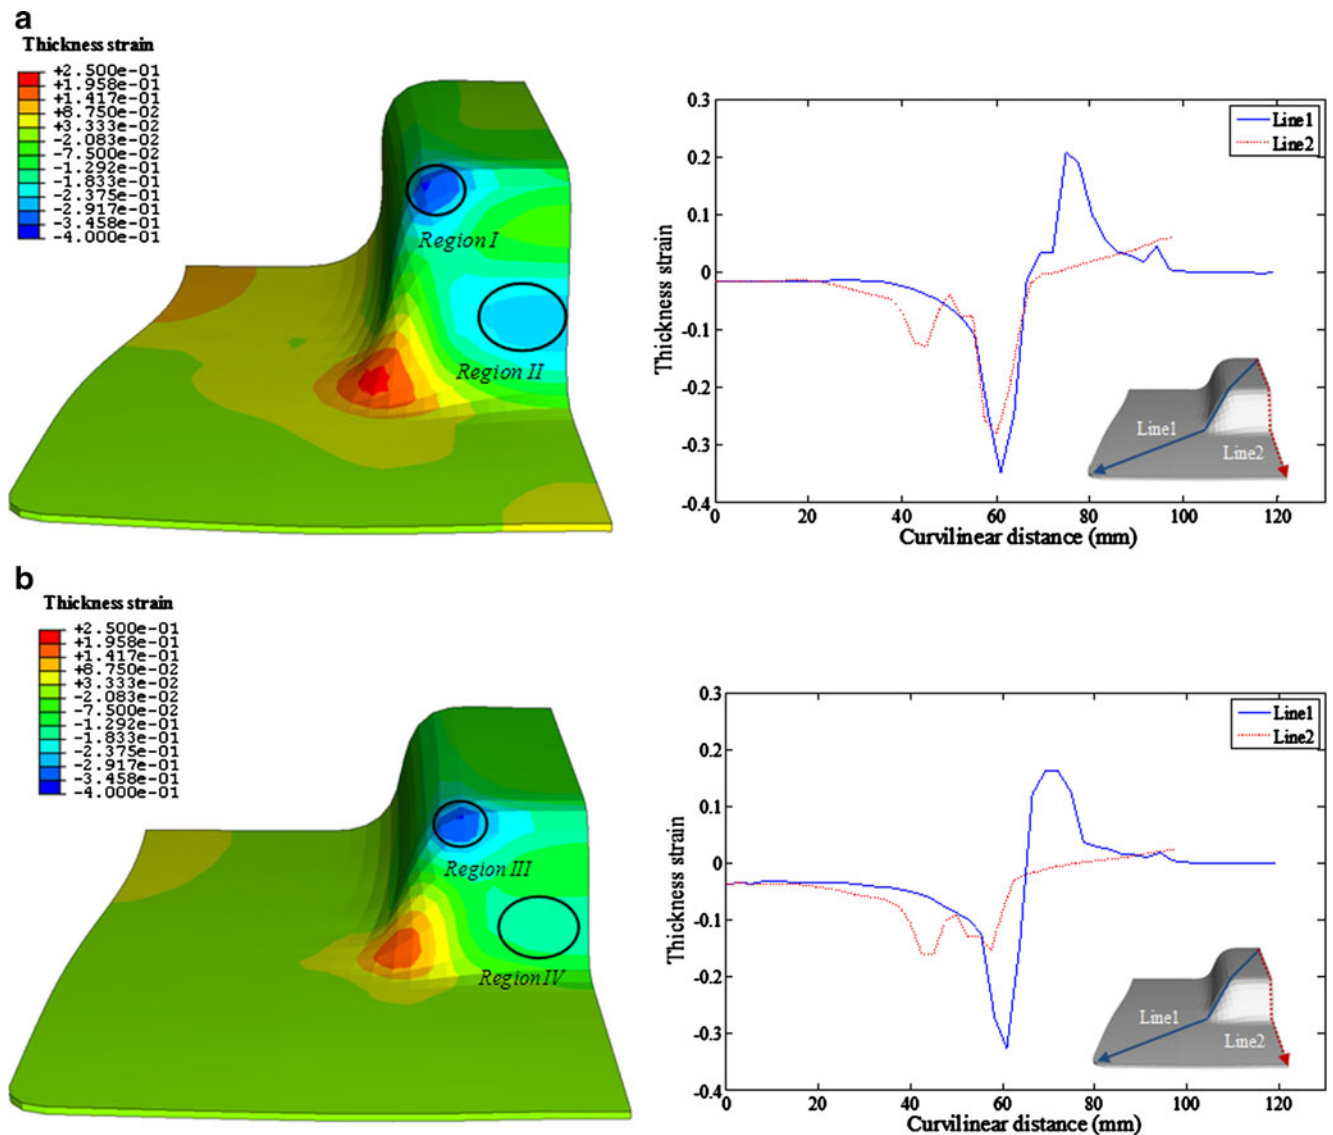 a
Thickness strain
+2.500e-01
+1.958e-01
+1.417e-01
+8.750e-02
+3.333e-02
-2.083e-02
-7.500e-02
-1.292e-01
-1.833e-01
-2.375e-01
-2.917e-01
-3.458e-01
-4.000e-01
Region I
Region II
0.3
0.2
0.1
0
-0.1
-0.2
-0.3
-0.4
Thickness strain
0 20 40 60 80 100 120
Curvilinear distance (mm)
Line1
Line2
Line1
Line2
b
Thickness strain
+2.500e-01
+1.958e-01
+1.417e-01
+8.750e-02
+3.333e-02
-2.083e-02
-7.500e-02
-1.292e-01
-1.833e-01
-2.375e-01
-2.917e-01
-3.458e-01
-4.000e-01
Region III
Region IV
0.3
0.2
0.1
0
-0.1
-0.2
-0.3
-0.4
Thickness strain
0 20 40 60 80 100 120
Curvilinear distance (mm)
Line1
Line2
Line1
Line2